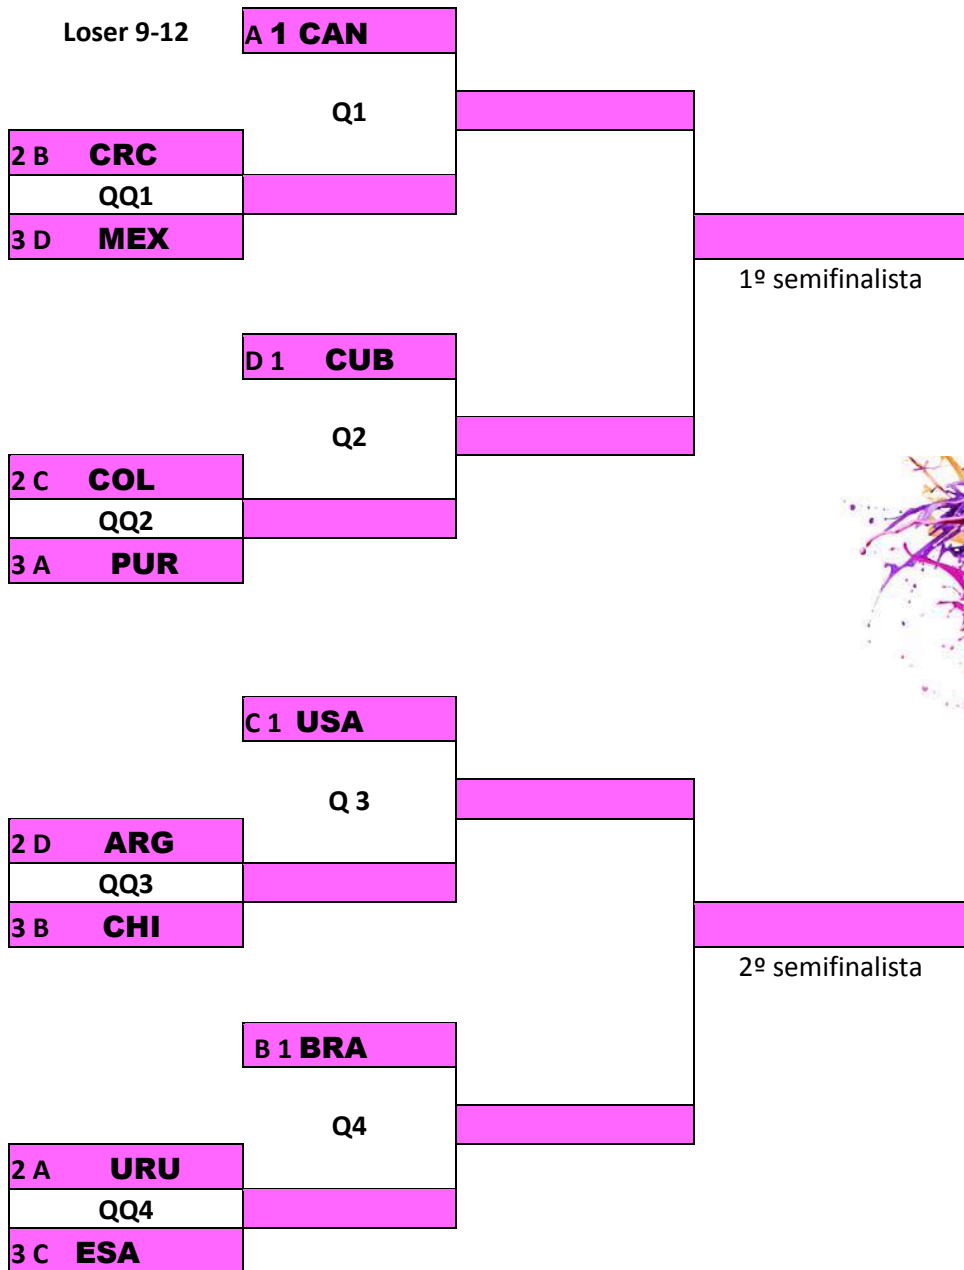 Loser 9-12
A 1 CAN
Q1
2 B CRC
QQ1
3 D MEX
1º semifinalista
D 1 CUB
Q2
2 C COL
QQ2
3 A PUR
C 1 USA
Q 3
2 D ARG
QQ3
3 B CHI
2º semifinalista
B 1 BRA
Q4
2 A URU
QQ4
3 C ESA